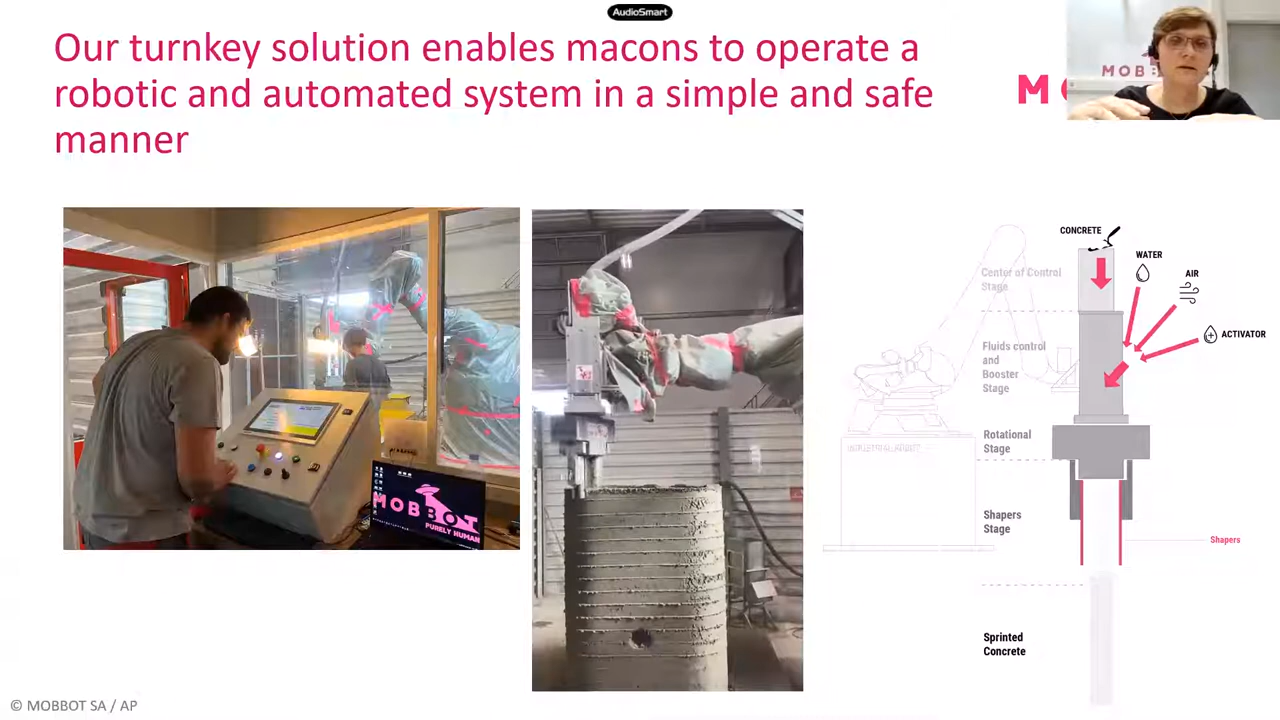 AudioSmart
Our turnkey solution enables macons to operate a
robotic and automated system in a simple and safe
manner
MOB
CONCRETE
WATER
AIR
ACTIVATOR
Center of Control
Stage
Fluids control
and
Booster
Stage
Rotational
Stage
INDUSTRIAL ROBOT
Shapers
Stage
Shapers
Sprinted
Concrete
MOBBOT
PURELY HUMAN
© MOBBOT SA / AP